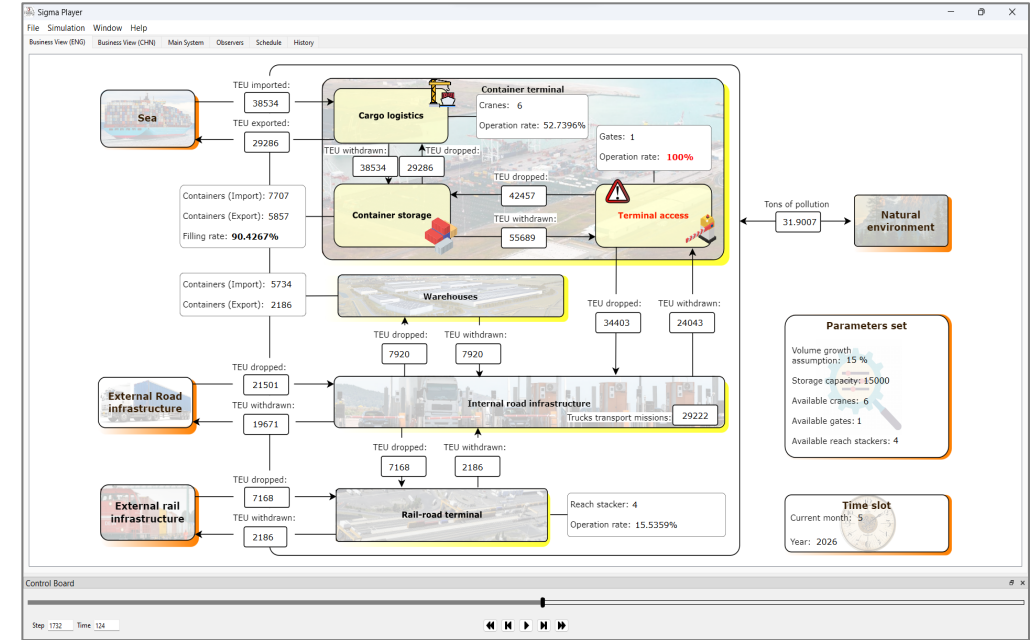 Sigma Player
File Simulation Window Help
Business View (ENG) Business View (CHN) Main System Observers Schedule History
Sea
TEU imported:
38534
TEU exported:
29286
Cargo logistics
Container terminal
Cranes: 6
Operation rate: 52.7396%
TEU withdrawn:
38534
TEU dropped:
29286
Gates: 1
Operation rate: 100%
Containers (Import): 7707
Containers (Export): 5857
Filling rate: 90.4267%
Container storage
TEU dropped:
42457
TEU withdrawn:
55689
Terminal access
Tons of pollution
31.9007
Natural
environment
Containers (Import): 5734
Containers (Export): 2186
Warehouses
TEU dropped:
7920
TEU withdrawn:
7920
TEU dropped:
34403
TEU withdrawn:
24043
External Road
infrastructure
TEU dropped:
21501
TEU withdrawn:
19671
Internal road infrastructure
Trucks transport missions:
29222
TEU dropped:
7168
TEU withdrawn:
2186
External rail
infrastructure
TEU dropped:
7168
TEU withdrawn:
2186
Rail-road terminal
Reach stacker: 4
Operation rate: 15.5359%
Parameters set
Volume growth
assumption: 15 %
Storage capacity: 15000
Available cranes: 6
Available gates: 1
Available reach stackers: 4
Time slot
Current month: 5
Year: 2026
Control Board
Step 1732 Time 124